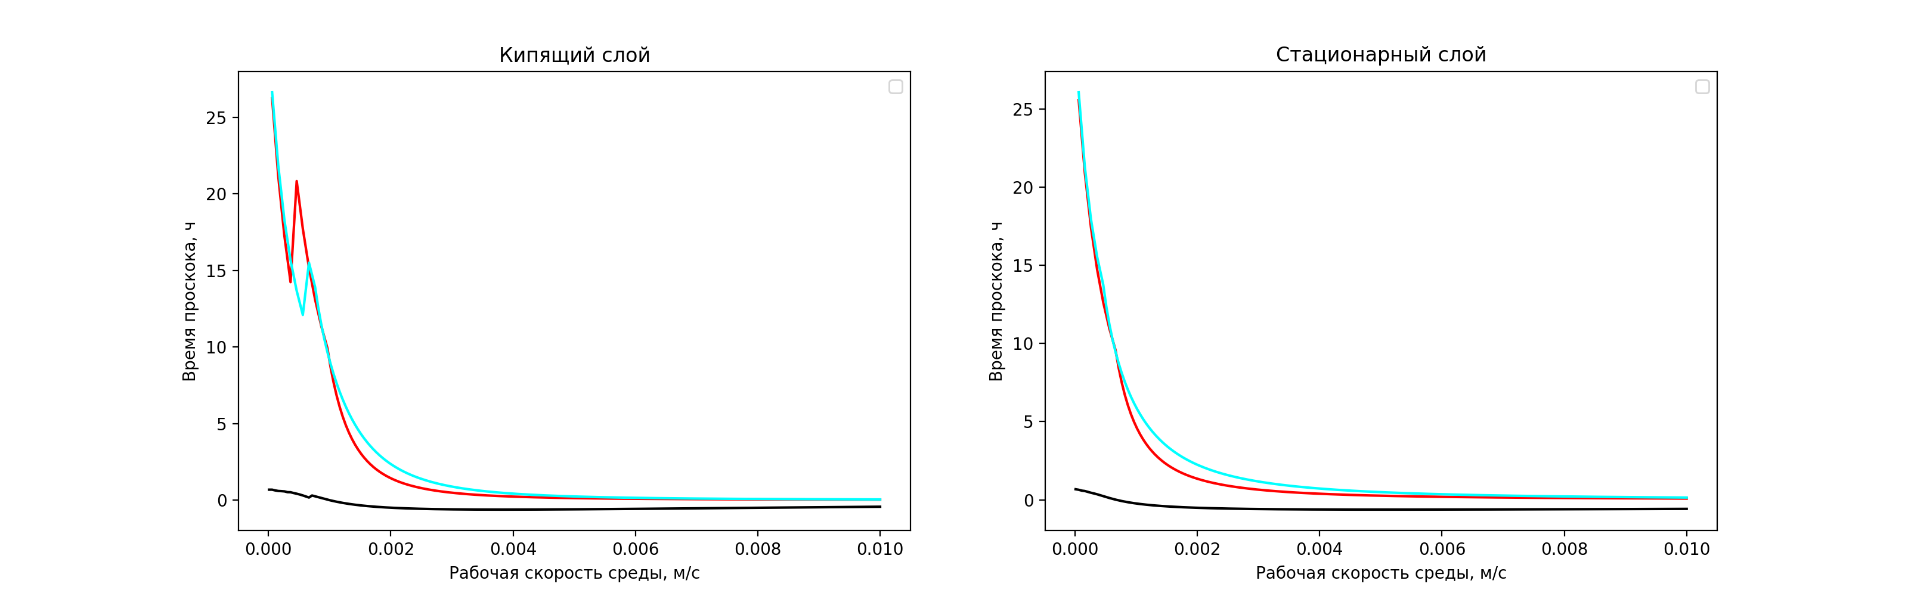 Кипящий слой
Время проскока, ч
25
20
15
10
5
0
0.000 0.002 0.004 0.006 0.008 0.010
Рабочая скорость среды, м/с
Стационарный слой
Время проскока, ч
25
20
15
10
5
0
0.000 0.002 0.004 0.006 0.008 0.010
Рабочая скорость среды, м/с